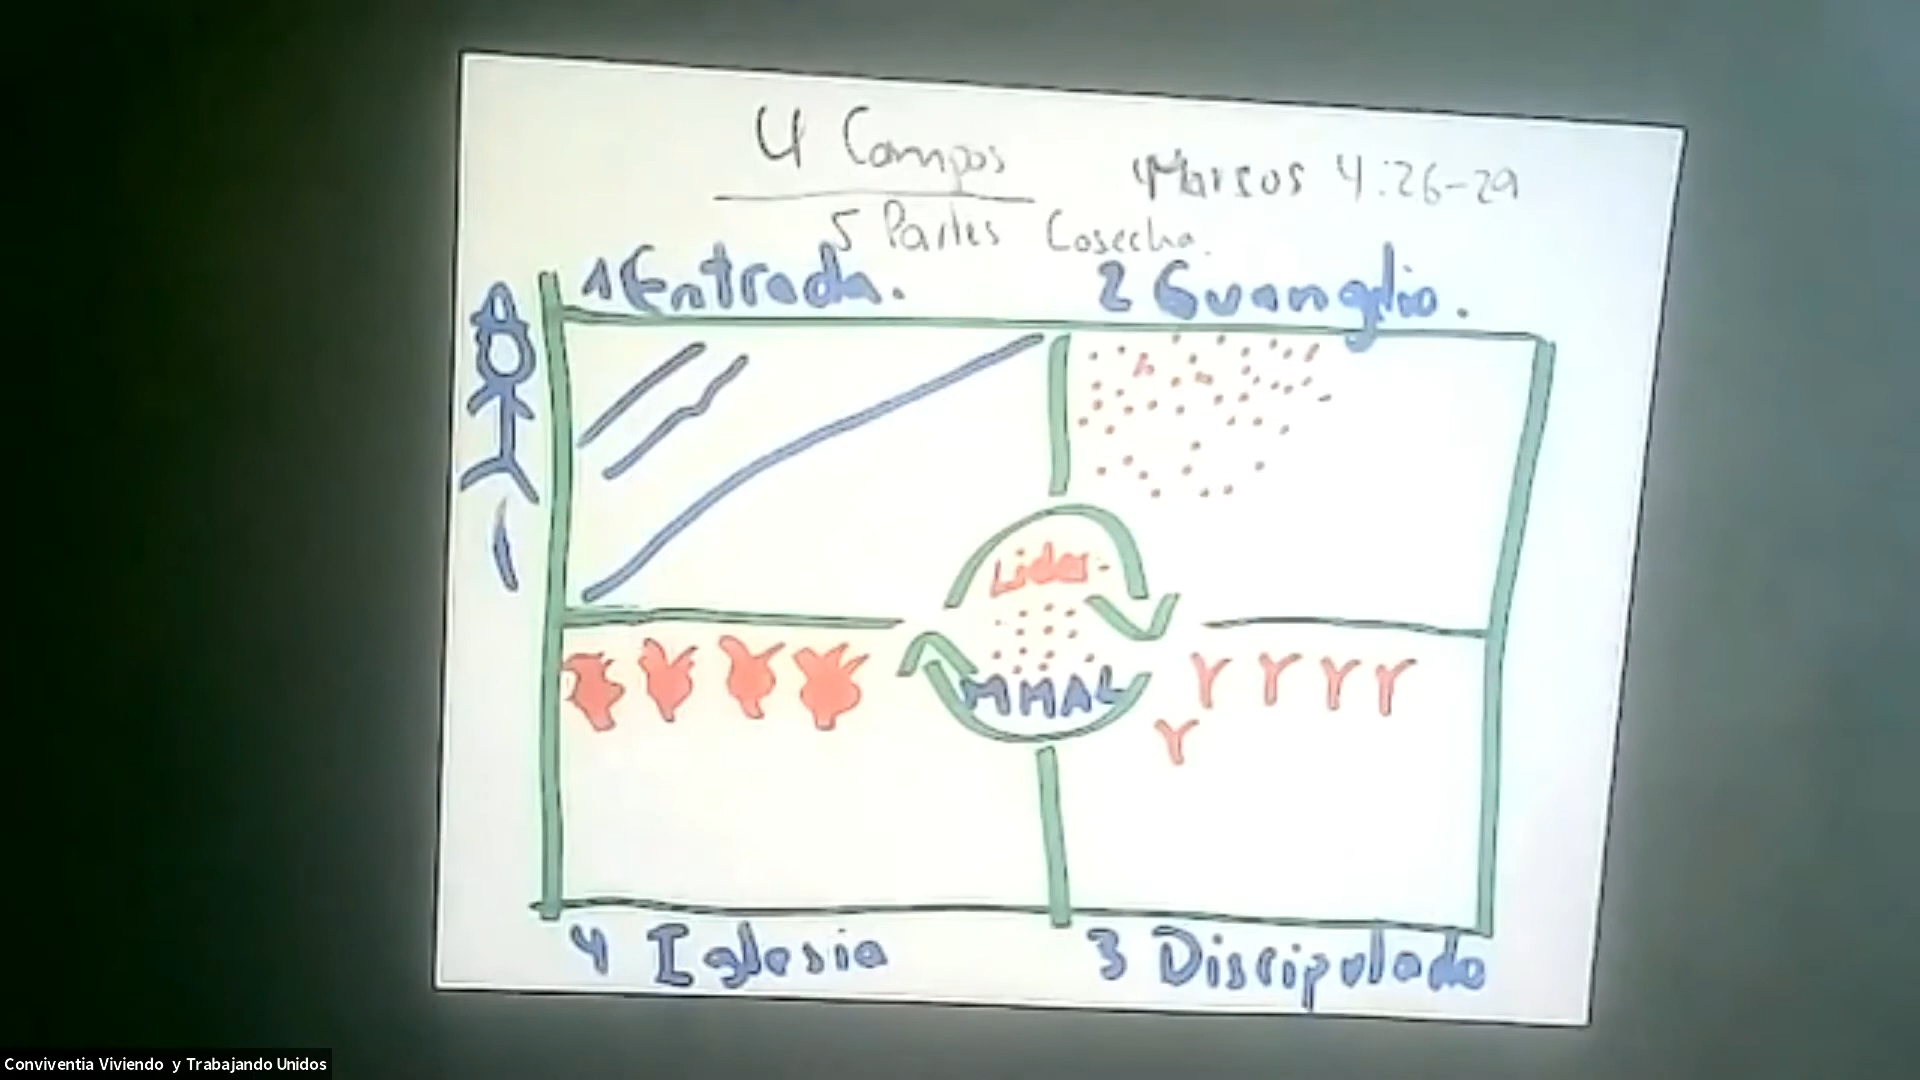 4 Campos
Marcos 4:26-29
5 Partes Cosecha.
1 Entrada.
2 Evanglio.
Lider.
MMAL
4 Iglesia
3 Discipulado
Conviventia Viviendo y Trabajando Unidos